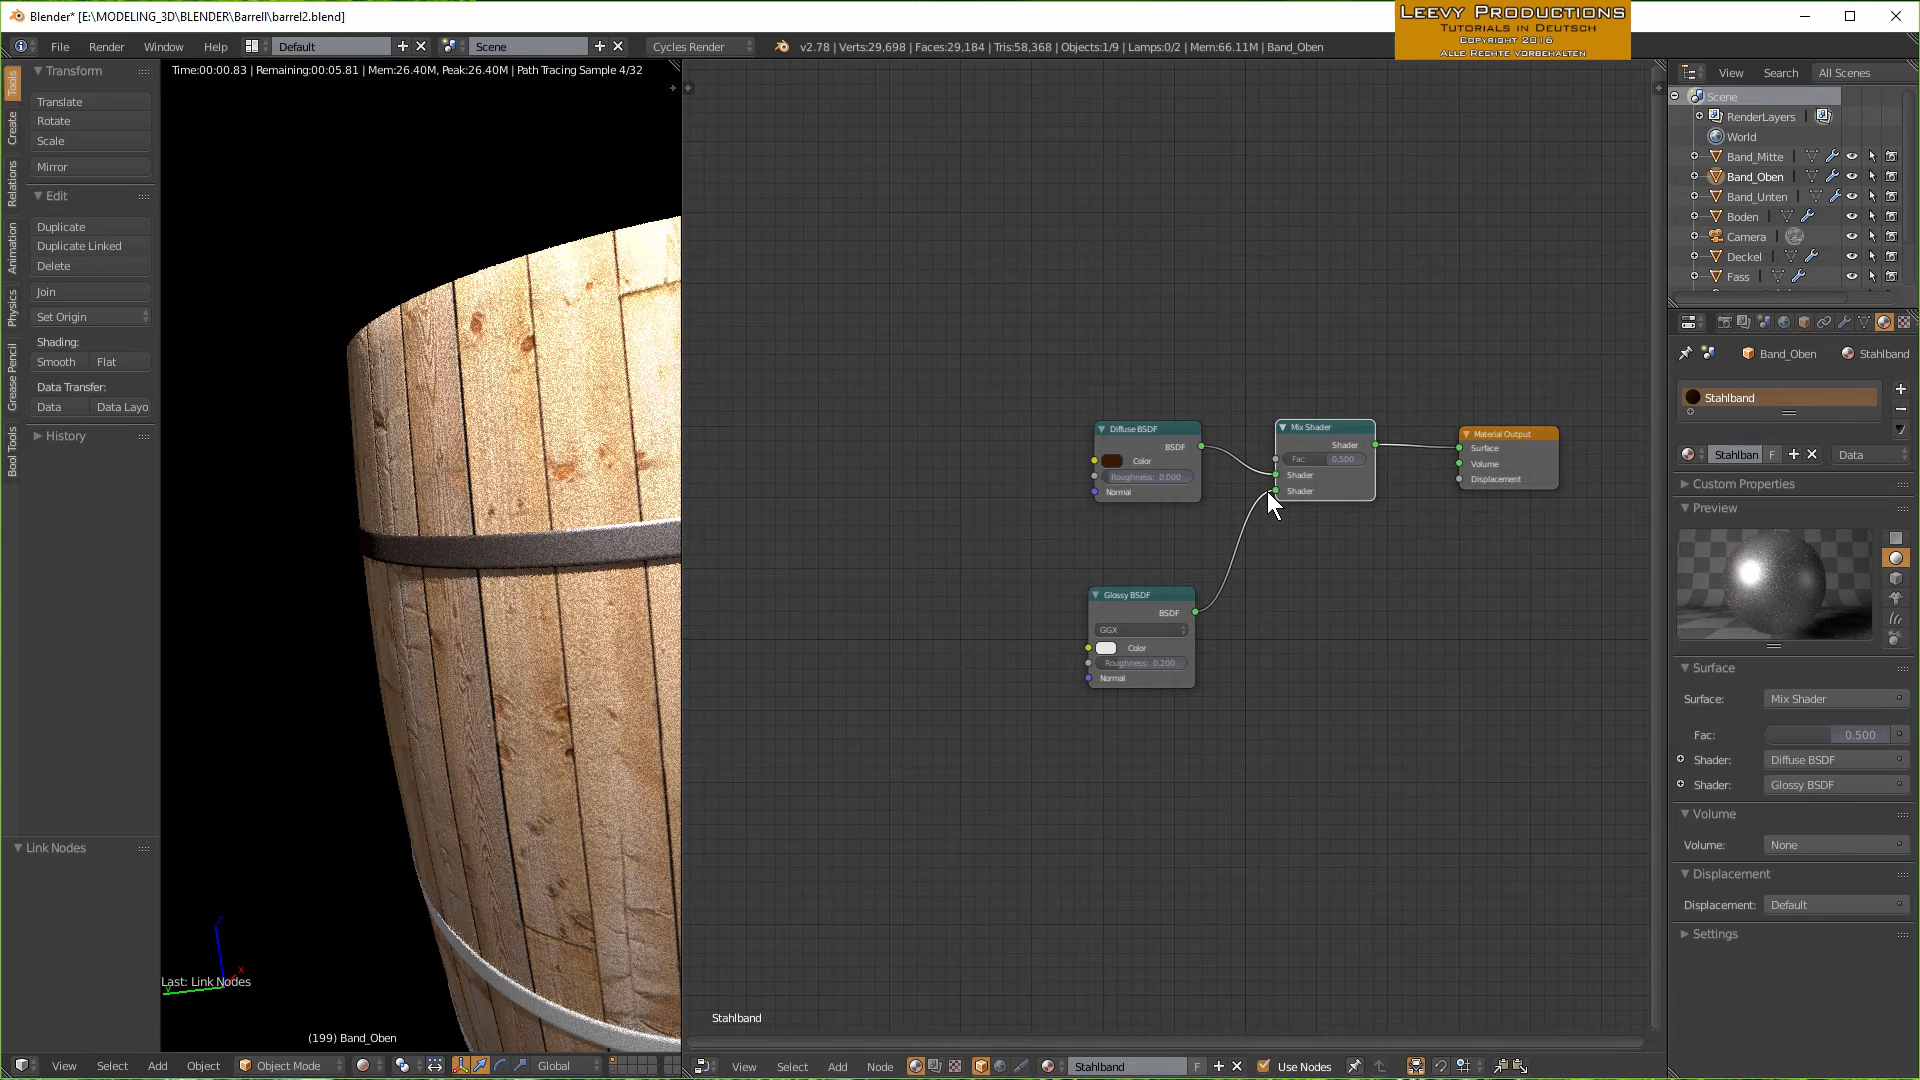 Blender* [E:\MODELING_3D\BLENDER\Barrell\barrel2.blend]
LEEVY PRODUCTIONS
TUTORIALS IN DEUTSCH
COPYRIGHT 2016
ALLE RECHTE VORBEHALTEN
File Render Window Help Default Scene Cycles Render v2.78 | Verts:29,698 | Faces:29,184 | Tris:58,368 | Objects:1/9 | Lamps:0/2 | Mem:66.11M | Band_Oben
Time:00:00.83 | Remaining:00:05.81 | Mem:26.40M, Peak:26.40M | Path Tracing Sample 4/32
Tools
Create
Relations
Animation
Physics
Grease Pencil
Bool Tools
Transform
Translate
Rotate
Scale
Mirror
Edit
Duplicate
Duplicate Linked
Delete
Join
Set Origin
Shading:
Smooth Flat
Data Transfer:
Data Data Layo
History
Link Nodes
z
x
y
Last: Link Nodes
(199) Band_Oben
View Select Add Object Object Mode Global
Diffuse BSDF
BSDF
Color
Roughness: 0.000
Normal
Glossy BSDF
BSDF
GGX
Color
Roughness: 0.200
Normal
Mix Shader
Shader
Fac: 0.500
Shader
Shader
Material Output
Surface
Volume
Displacement
Stahlband
View Select Add Node Stahlband F Use Nodes
View Search All Scenes
Scene
RenderLayers
World
Band_Mitte
Band_Oben
Band_Unten
Boden
Camera
Deckel
Fass
Band_Oben Stahlband
Stahlband
Stahlban F Data
Custom Properties
Preview
Surface
Surface: Mix Shader
Fac: 0.500
Shader: Diffuse BSDF
Shader: Glossy BSDF
Volume
Volume: None
Displacement
Displacement: Default
Settings